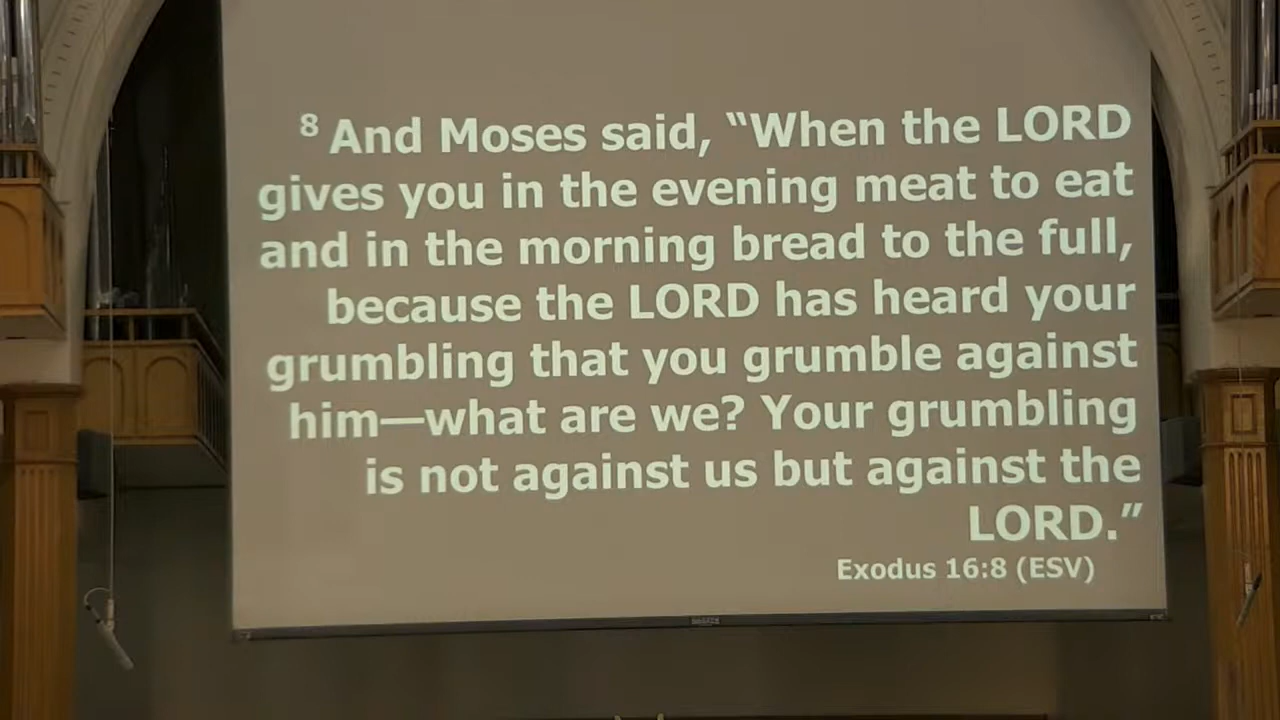 8 And Moses said, “When the LORD
gives you in the evening meat to eat
and in the morning bread to the full,
because the LORD has heard your
grumbling that you grumble against
him—what are we? Your grumbling
is not against us but against the
LORD.”
Exodus 16:8 (ESV)